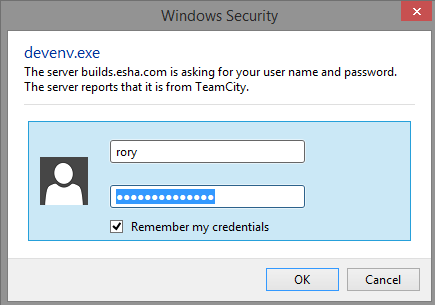 Windows Security
devenv.exe
The server builds.esha.com is asking for your user name and password.
The server reports that it is from TeamCity.
rory
●●●●●●●●●●●●●●
Remember my credentials
OK
Cancel